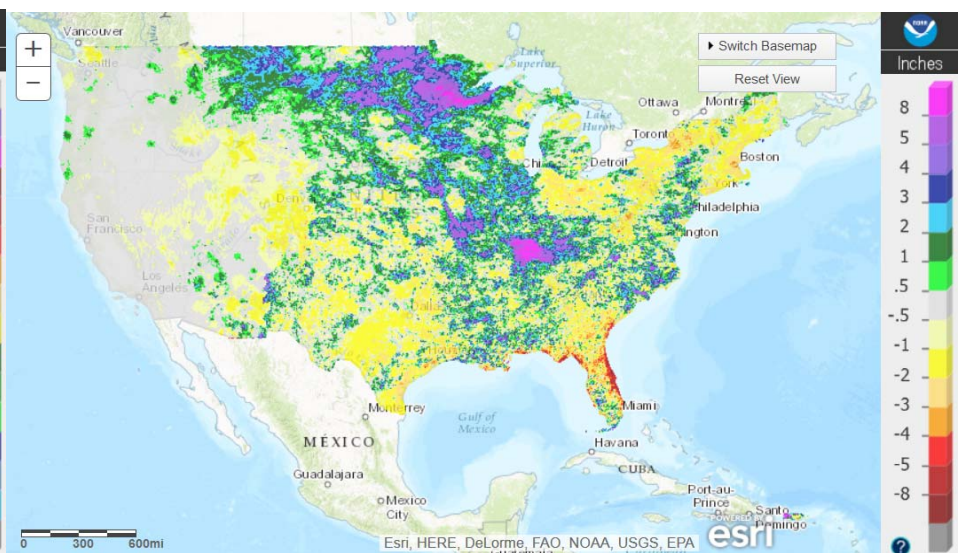 +
−
Switch Basemap
Reset View
Vancouver
Seattle
Lake
Superior
Ottawa
Lake
Huron
Detroit
Boston
Philadelphia
San
Francisco
Los
Angeles
Miami
Monterrey
Gulf of
Mexico
Havana
MÉXICO
CUBA
Guadalajara
Mexico
City
Port-au-
Prince
Santo
Domingo
POWERED BY
esri
0 300 600mi
Esri, HERE, DeLorme, FAO, NOAA, USGS, EPA
NOAA
Inches
8
5
4
3
2
1
.5
-.5
-1
-2
-3
-4
-5
-8
?